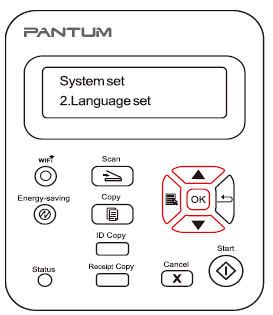 PANTUM
System set
2.Language set
WiFi
Scan
Energy-saving
Copy
OK
ID Copy
Start
Status
Receipt Copy
Cancel
X